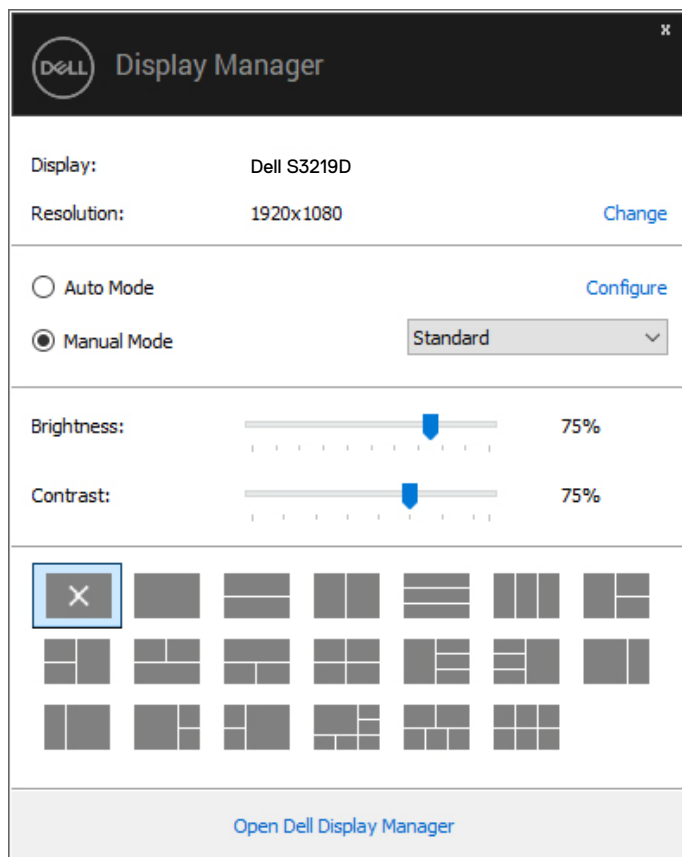 DELL Display Manager x
Display: Dell S3219D
Resolution: 1920x1080 Change
Auto Mode Configure
Manual Mode Standard
Brightness: 75%
Contrast: 75%
Open Dell Display Manager